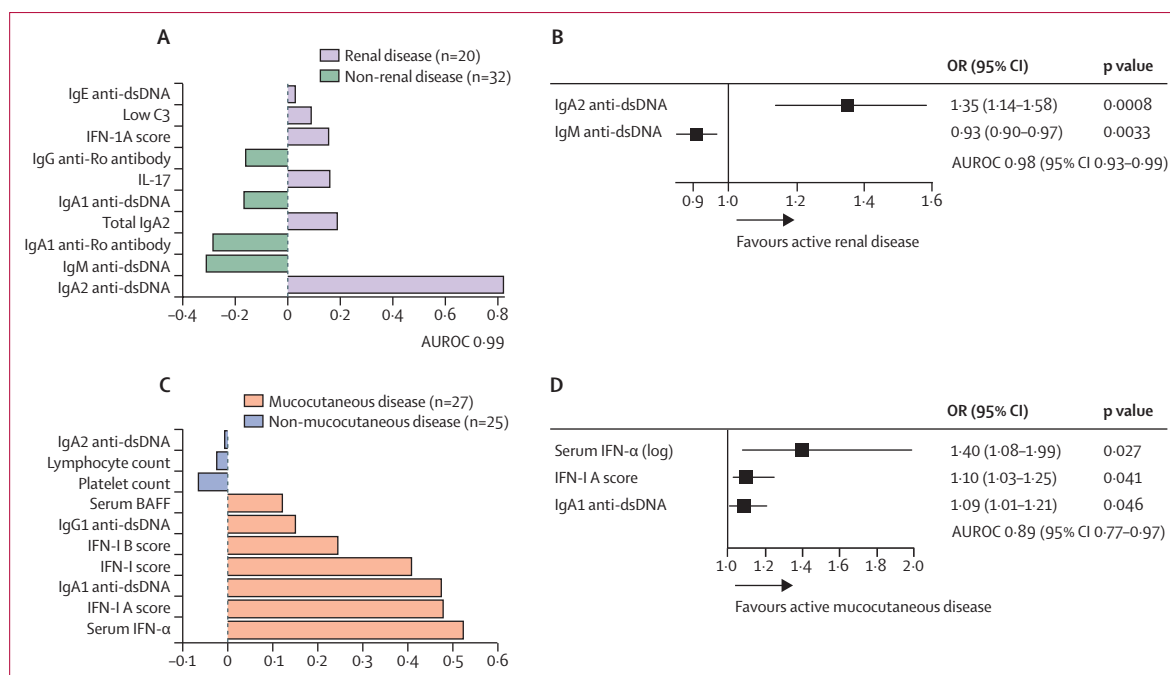 A
Renal disease (n=20)
Non-renal disease (n=32)
IgE anti-dsDNA
Low C3
IFN-1A score
IgG anti-Ro antibody
IL-17
IgA1 anti-dsDNA
Total IgA2
IgA1 anti-Ro antibody
IgM anti-dsDNA
IgA2 anti-dsDNA
–0·4 –0·2 0 0·2 0·4 0·6 0·8
AUROC 0·99
B
OR (95% CI) p value
IgA2 anti-dsDNA 1·35 (1·14–1·58) 0·0008
IgM anti-dsDNA 0·93 (0·90–0·97) 0·0033
AUROC 0·98 (95% CI 0·93–0·99)
0·9 1·0 1·2 1·4 1·6
Favours active renal disease
C
Mucocutaneous disease (n=27)
Non-mucocutaneous disease (n=25)
IgA2 anti-dsDNA
Lymphocyte count
Platelet count
Serum BAFF
IgG1 anti-dsDNA
IFN-I B score
IFN-I score
IgA1 anti-dsDNA
IFN-I A score
Serum IFN-α
–0·1 0 0·1 0·2 0·3 0·4 0·5 0·6
D
OR (95% CI) p value
Serum IFN-α (log) 1·40 (1·08–1·99) 0·027
IFN-I A score 1·10 (1·03–1·25) 0·041
IgA1 anti-dsDNA 1·09 (1·01–1·21) 0·046
AUROC 0·89 (95% CI 0·77–0·97)
1·0 1·2 1·4 1·6 1·8 2·0
Favours active mucocutaneous disease